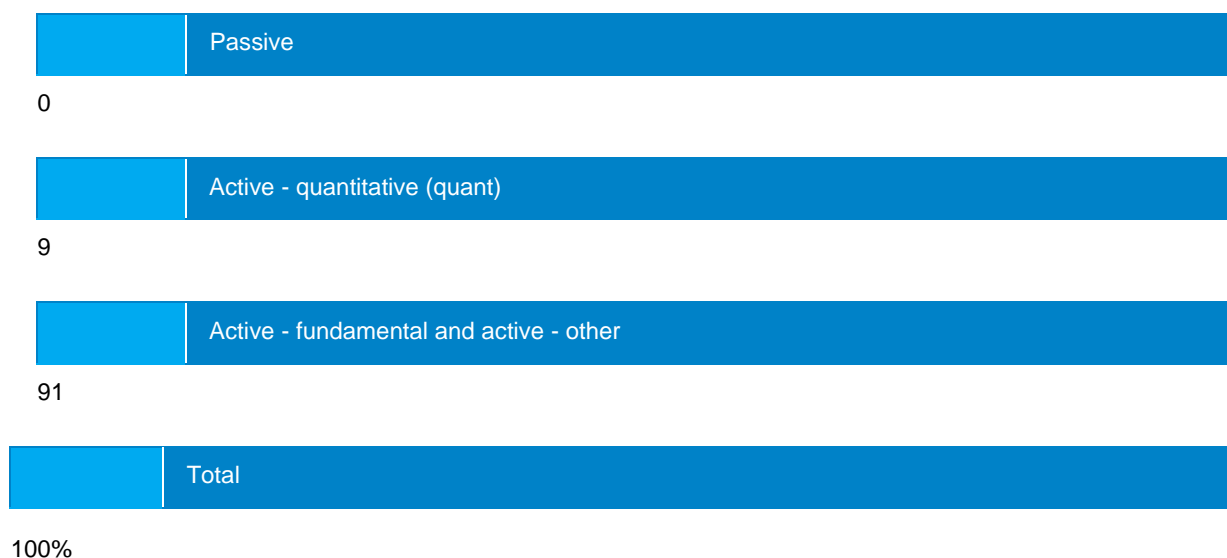 Passive
0
Active - quantitative (quant)
9
Active - fundamental and active - other
91
Total
100%